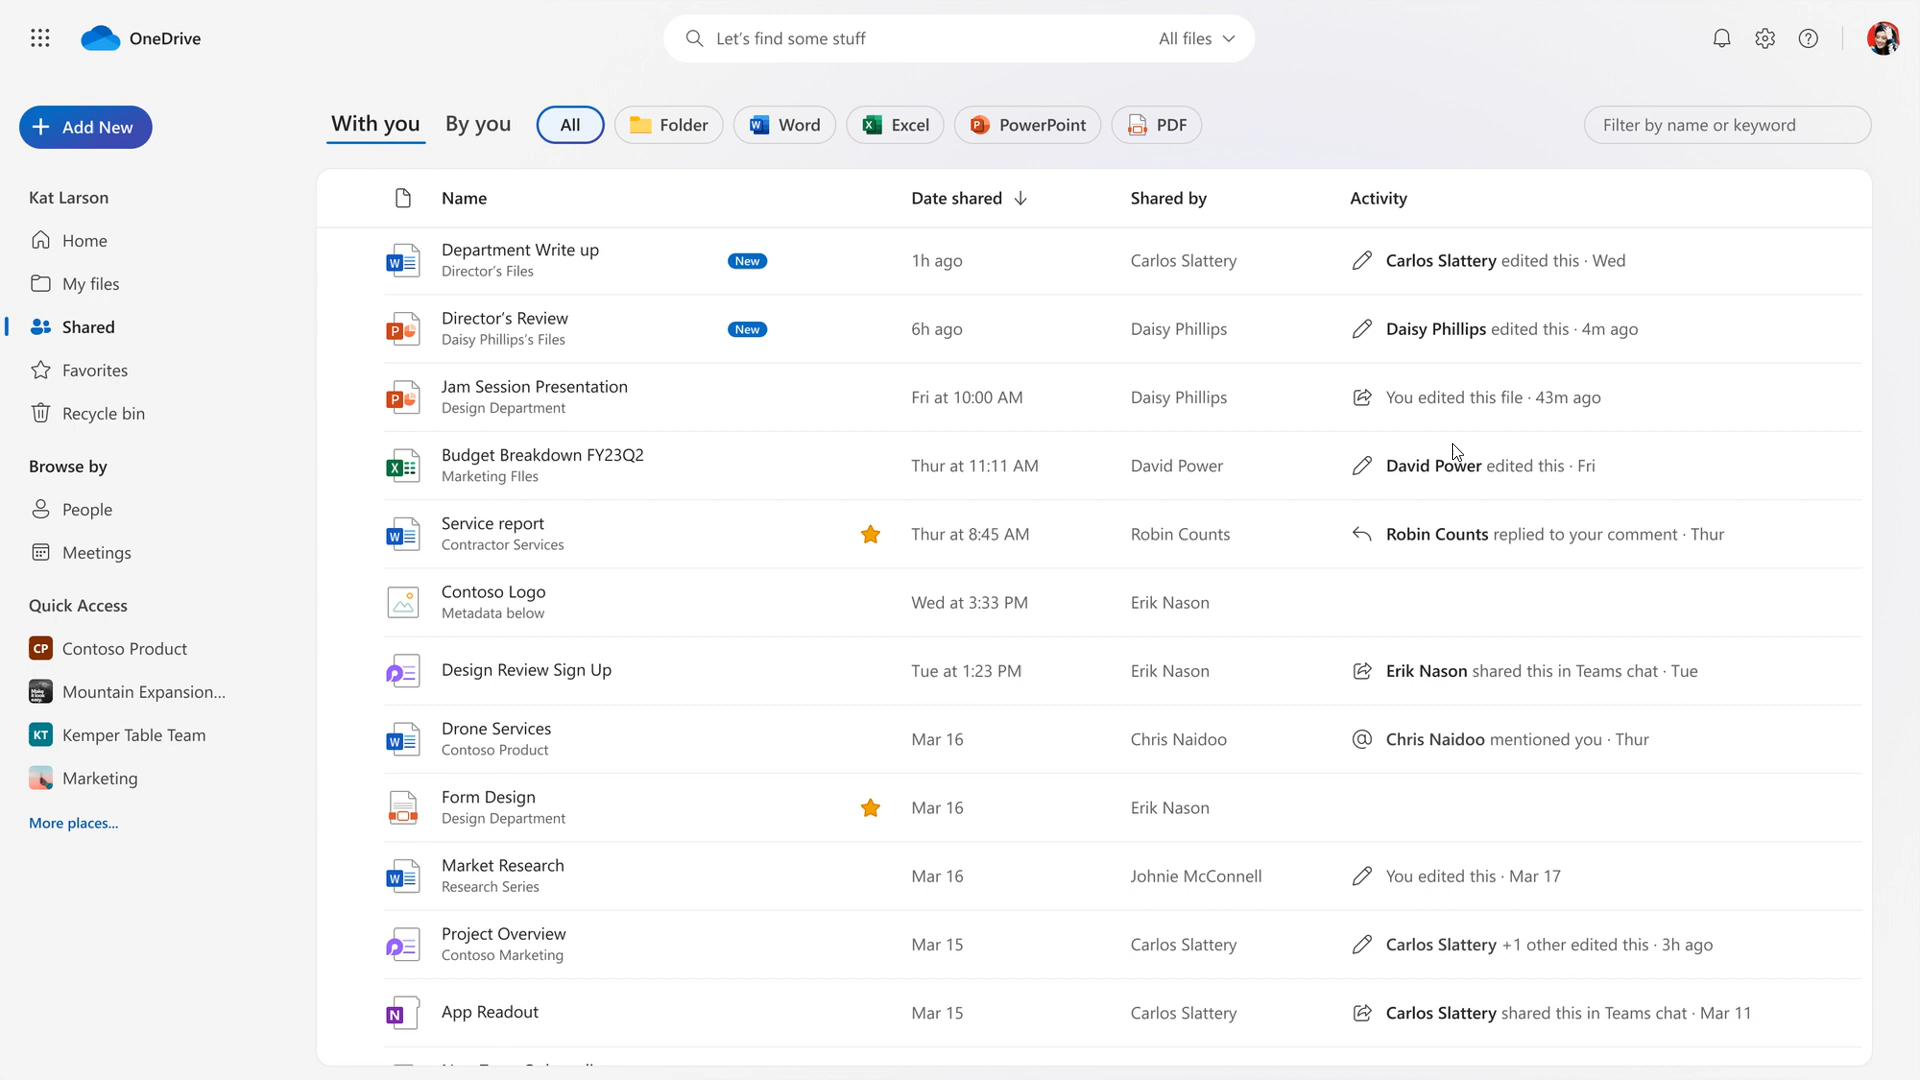 OneDrive
Let's find some stuff
All files
Add New
With you
By you
All
Folder
Word
Excel
PowerPoint
PDF
Filter by name or keyword
Kat Larson
Home
My files
Shared
Favorites
Recycle bin
Browse by
People
Meetings
Quick Access
CP Contoso Product
Mountain Expansion...
KT Kemper Table Team
Marketing
More places...
Name Date shared Shared by Activity
Department Write up
Director's Files
New 1h ago Carlos Slattery Carlos Slattery edited this · Wed
Director's Review
Daisy Phillips's Files
New 6h ago Daisy Phillips Daisy Phillips edited this · 4m ago
Jam Session Presentation
Design Department
Fri at 10:00 AM Daisy Phillips You edited this file · 43m ago
Budget Breakdown FY23Q2
Marketing FIles
Thur at 11:11 AM David Power David Power edited this · Fri
Service report
Contractor Services
Thur at 8:45 AM Robin Counts Robin Counts replied to your comment · Thur
Contoso Logo
Metadata below
Wed at 3:33 PM Erik Nason
Design Review Sign Up Tue at 1:23 PM Erik Nason Erik Nason shared this in Teams chat · Tue
Drone Services
Contoso Product
Mar 16 Chris Naidoo Chris Naidoo mentioned you · Thur
Form Design
Design Department
Mar 16 Erik Nason
Market Research
Research Series
Mar 16 Johnie McConnell You edited this · Mar 17
Project Overview
Contoso Marketing
Mar 15 Carlos Slattery Carlos Slattery +1 other edited this · 3h ago
App Readout Mar 15 Carlos Slattery Carlos Slattery shared this in Teams chat · Mar 11